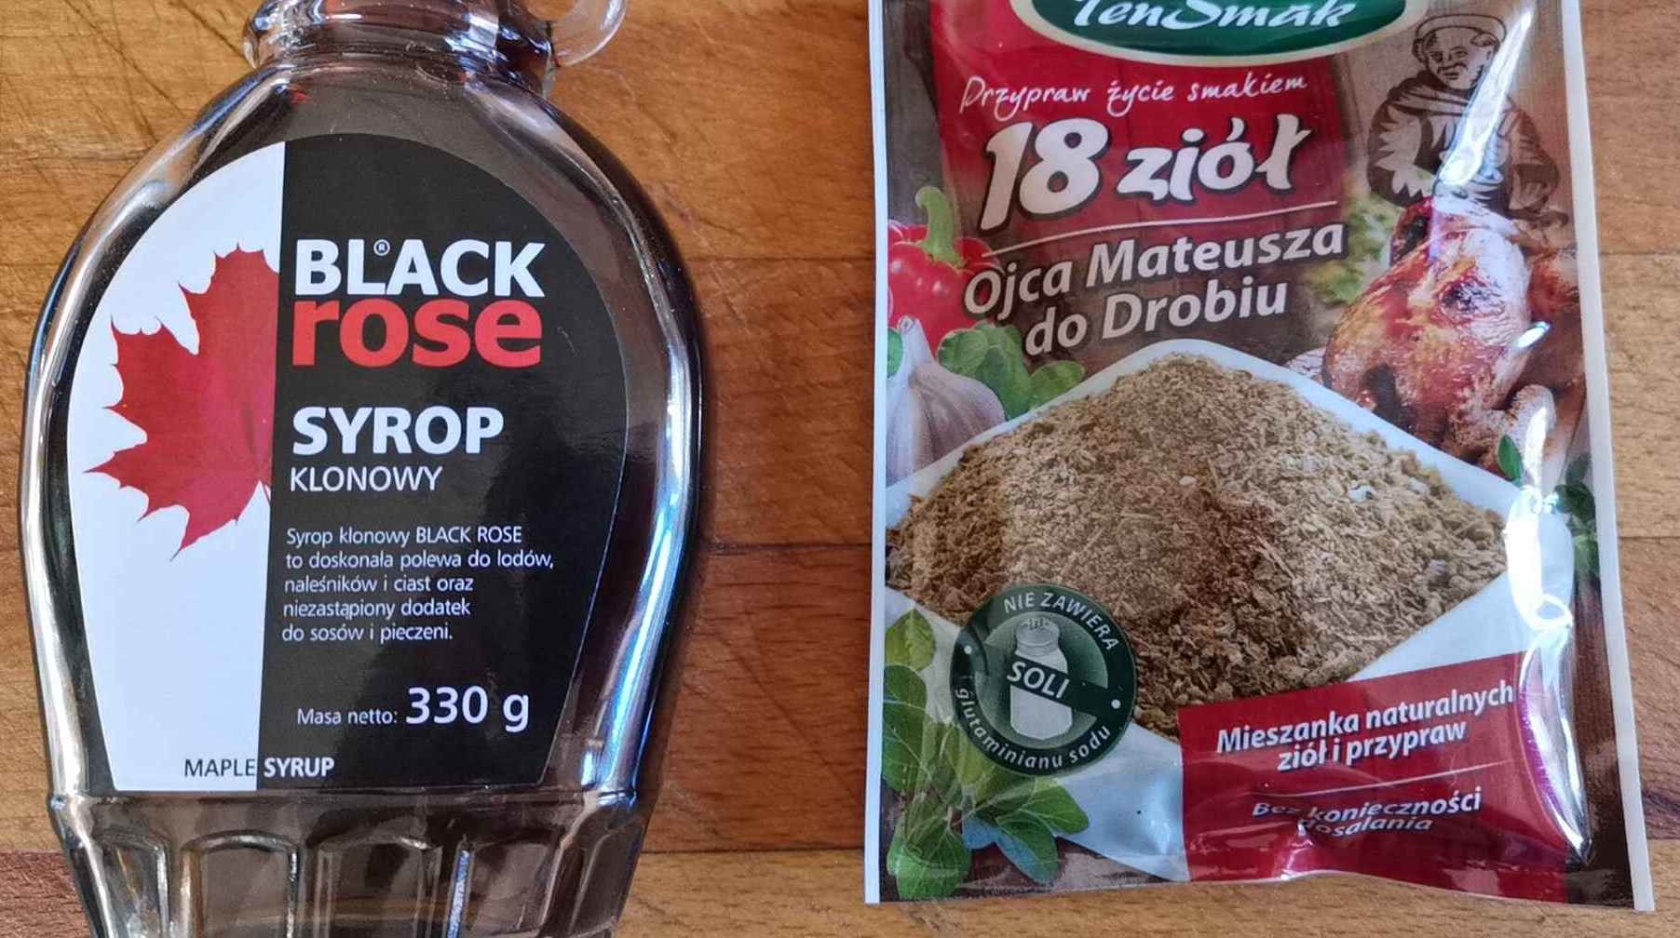 BLACK®
rose
SYROP
KLONOWY
Syrop klonowy BLACK ROSE
to doskonała polewa do lodów,
naleśników i ciast oraz
niezastąpiony dodatek
do sosów i pieczeni.
Masa netto: 330 g
MAPLE SYRUP
TenSmak
Przypraw życie smakiem
18 ziół
Ojca Mateusza
do Drobiu
NIE ZAWIERA
SOLI
i glutaminianu sodu
Mieszanka naturalnych
ziół i przypraw
Bez konieczności
dosalania